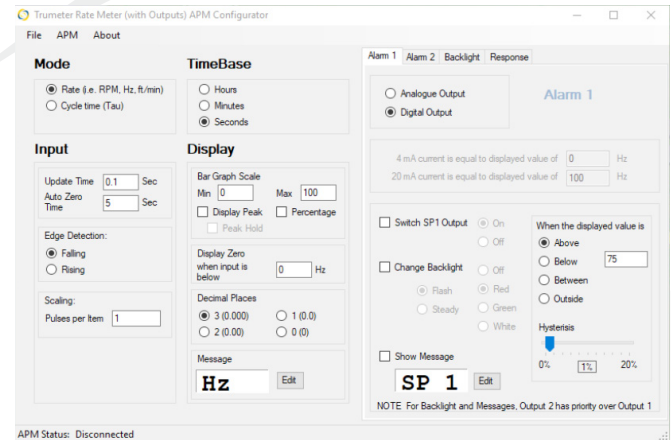 Trumeter Rate Meter (with Outputs) APM Configurator
File APM About
Mode
Rate (i.e. RPM, Hz, ft/min)
Cycle time (Tau)
TimeBase
Hours
Minutes
Seconds
Input
Update Time 0.1 Sec
Auto Zero
Time 5 Sec
Edge Detection:
Falling
Rising
Scaling:
Pulses per Item 1
Display
Bar Graph Scale
Min 0 Max 100
Display Peak Percentage
Peak Hold
Display Zero
when input is
below 0 Hz
Decimal Places
3 (0.000) 1 (0.0)
2 (0.00) 0 (0)
Message
Hz Edit
Alarm 1 Alarm 2 Backlight Response
Analogue Output
Digital Output
Alarm 1
4 mA current is equal to displayed value of 0 Hz
20 mA current is equal to displayed value of 100 Hz
Switch SP1 Output On
Off
Change Backlight Off
Flash Red
Steady Green
White
Show Message
SP 1 Edit
When the displayed value is
Above
Below 75
Between
Outside
Hysterisis
0% 1% 20%
NOTE For Backlight and Messages, Output 2 has priority over Output 1
APM Status: Disconnected